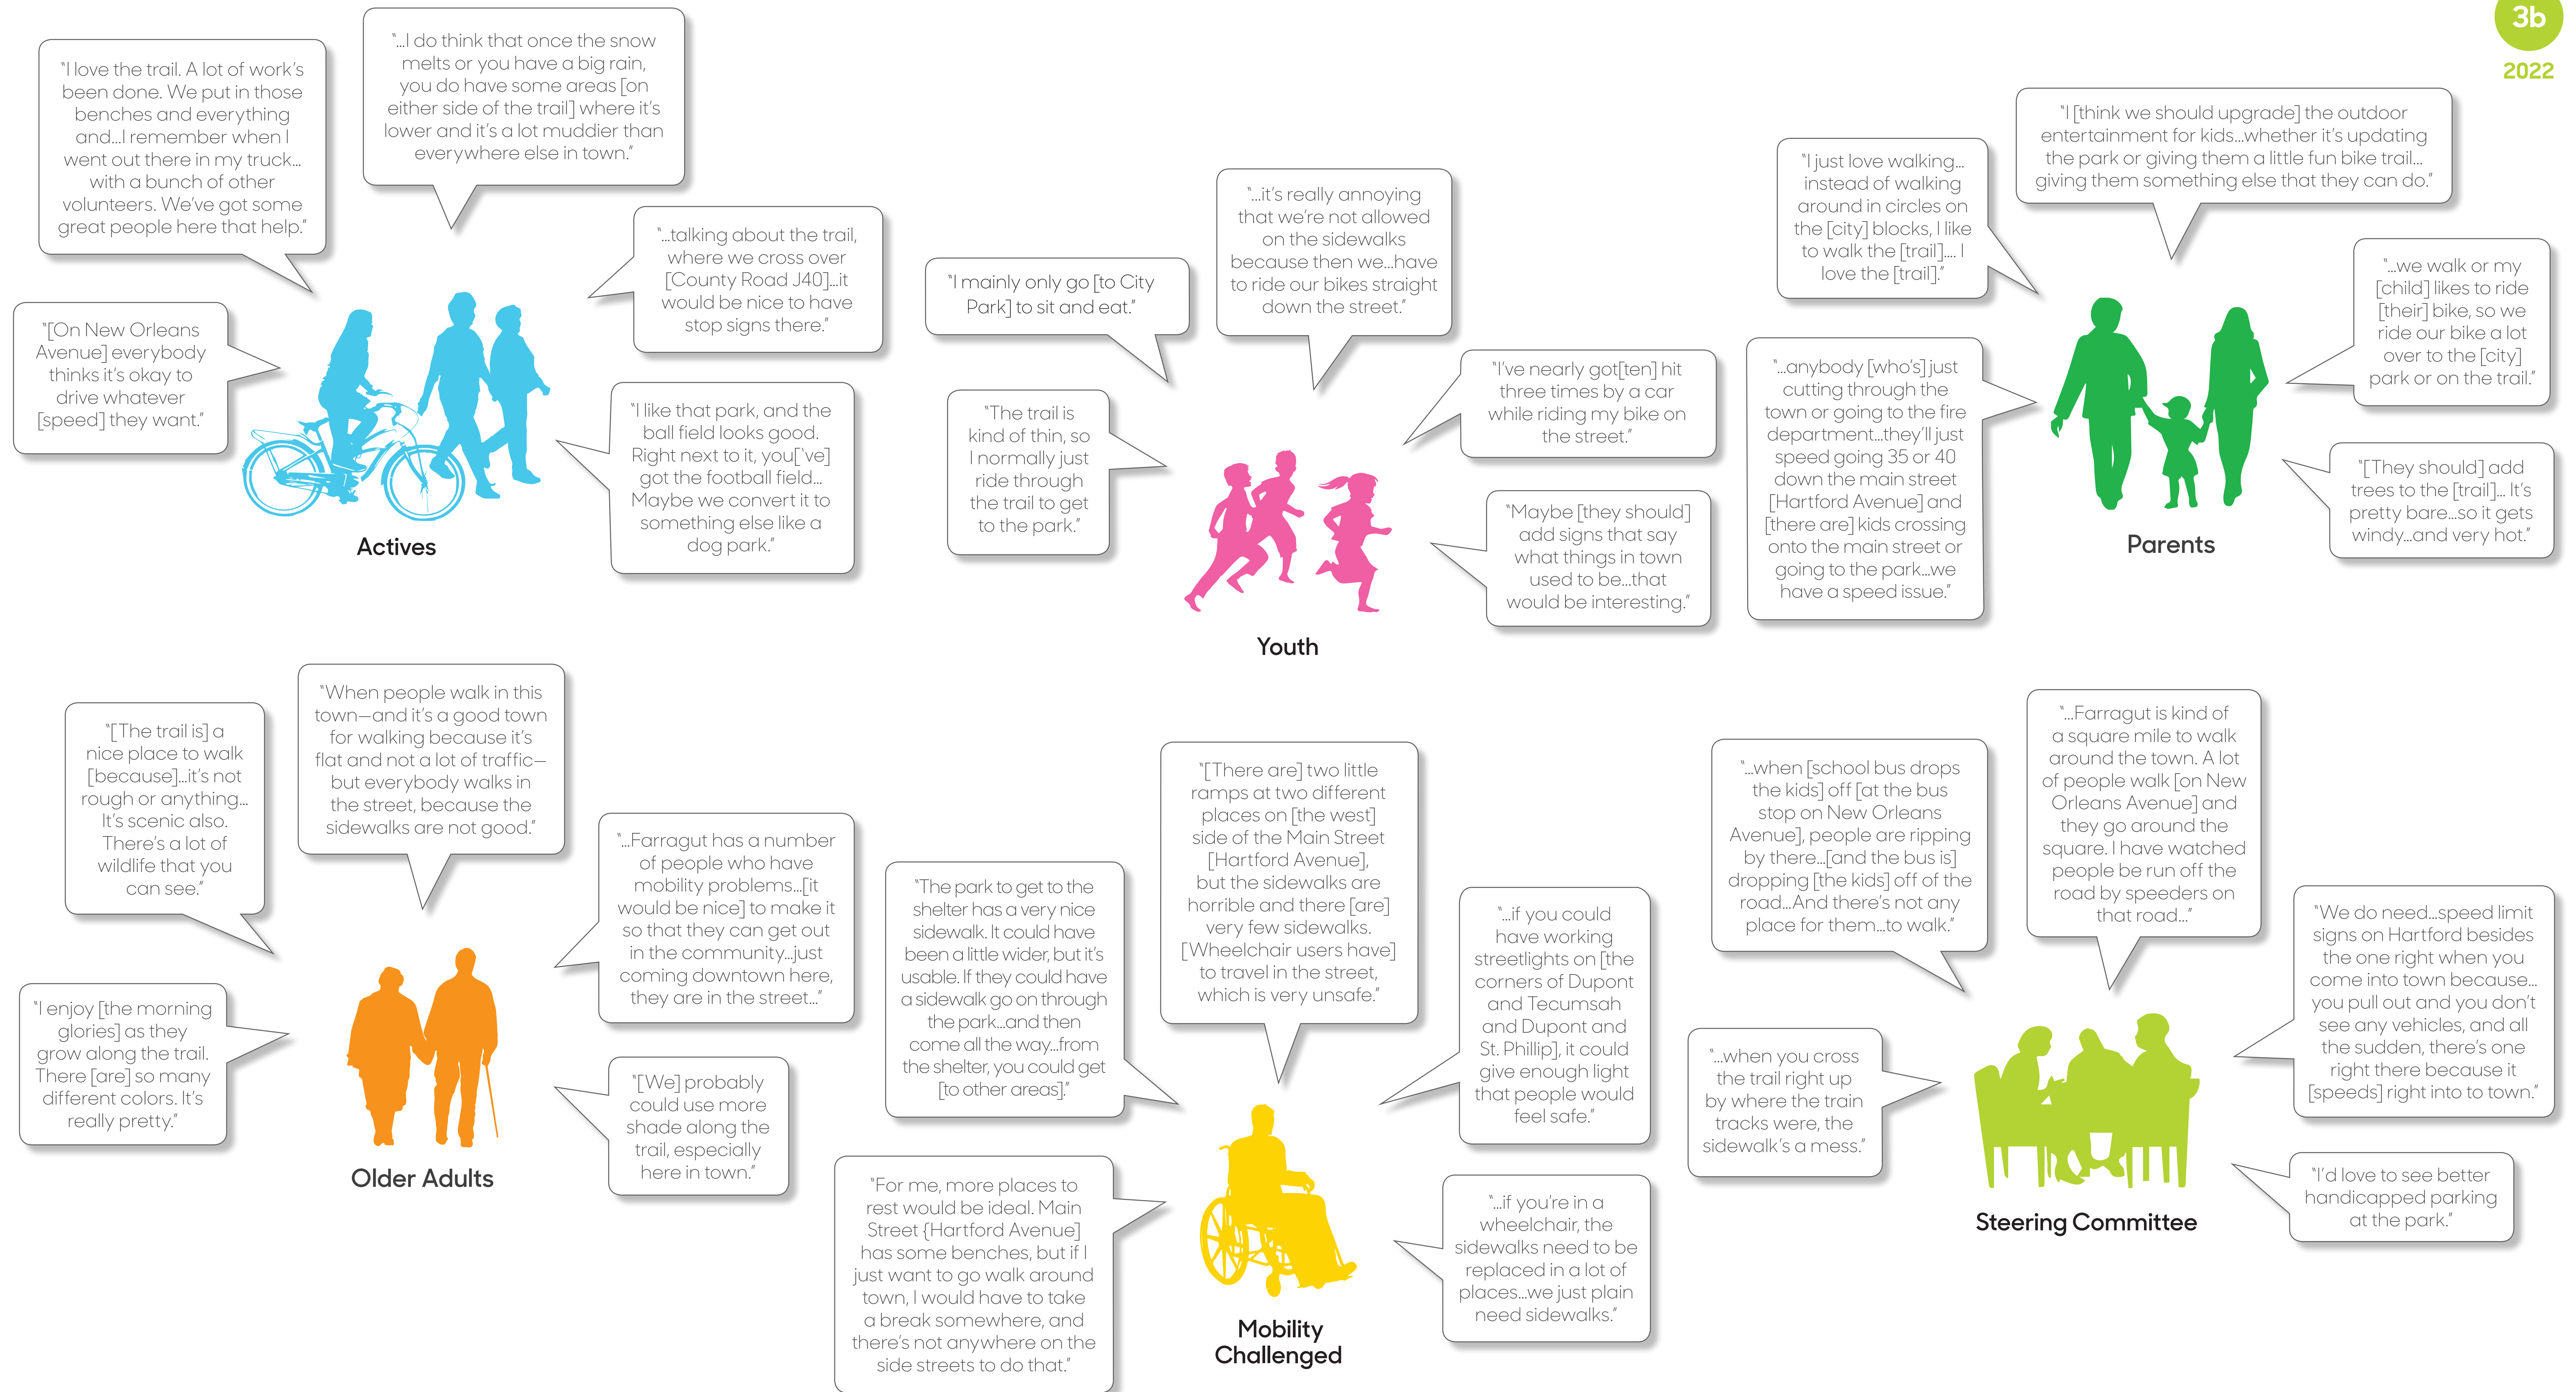 3b
2022
“I love the trail. A lot of work’s
been done. We put in those
benches and everything
and...I remember when I
went out there in my truck...
with a bunch of other
volunteers. We’ve got some
great people here that help.”
“...I do think that once the snow
melts or you have a big rain,
you do have some areas [on
either side of the trail] where it’s
lower and it’s a lot muddier than
everywhere else in town.”
“...talking about the trail,
where we cross over
[County Road J40]...it
would be nice to have
stop signs there.”
“[On New Orleans
Avenue] everybody
thinks it’s okay to
drive whatever
[speed] they want.”
“I like that park, and the
ball field looks good.
Right next to it, you[‘ve]
got the football field...
Maybe we convert it to
something else like a
dog park.”
Actives
“I mainly only go [to City
Park] to sit and eat.”
“...it’s really annoying
that we’re not allowed
on the sidewalks
because then we...have
to ride our bikes straight
down the street.”
“The trail is
kind of thin, so
I normally just
ride through
the trail to get
to the park.”
“I’ve nearly got[ten] hit
three times by a car
while riding my bike on
the street.”
“Maybe [they should]
add signs that say
what things in town
used to be...that
would be interesting.”
Youth
“I just love walking...
instead of walking
around in circles on
the [city] blocks, I like
to walk the [trail].... I
love the [trail].”
“I [think we should upgrade] the outdoor
entertainment for kids...whether it’s updating
the park or giving them a little fun bike trail...
giving them something else that they can do.”
“...we walk or my
[child] likes to ride
[their] bike, so we
ride our bike a lot
over to the [city]
park or on the trail.”
“...anybody [who’s] just
cutting through the
town or going to the fire
department...they’ll just
speed going 35 or 40
down the main street
[Hartford Avenue] and
[there are] kids crossing
onto the main street or
going to the park...we
have a speed issue.”
“[They should] add
trees to the [trail]... It’s
pretty bare...so it gets
windy...and very hot.”
Parents
“[The trail is] a
nice place to walk
[because]...it’s not
rough or anything...
It’s scenic also.
There’s a lot of
wildlife that you
can see.”
“When people walk in this
town—and it’s a good town
for walking because it’s
flat and not a lot of traffic—
but everybody walks in
the street, because the
sidewalks are not good.”
“...Farragut has a number
of people who have
mobility problems...[it
would be nice] to make it
so that they can get out
in the community...just
coming downtown here,
they are in the street...”
“I enjoy [the morning
glories] as they
grow along the trail.
There [are] so many
different colors. It’s
really pretty.”
“[We] probably
could use more
shade along the
trail, especially
here in town.”
Older Adults
“The park to get to the
shelter has a very nice
sidewalk. It could have
been a little wider, but it’s
usable. If they could have
a sidewalk go on through
the park...and then
come all the way...from
the shelter, you could get
[to other areas].”
“[There are] two little
ramps at two different
places on [the west]
side of the Main Street
[Hartford Avenue],
but the sidewalks are
horrible and there [are]
very few sidewalks.
[Wheelchair users have]
to travel in the street,
which is very unsafe.”
“...if you could
have working
streetlights on [the
corners of Dupont
and Tecumsah
and Dupont and
St. Phillip], it could
give enough light
that people would
feel safe.”
“For me, more places to
rest would be ideal. Main
Street {Hartford Avenue]
has some benches, but if I
just want to go walk around
town, I would have to take
a break somewhere, and
there’s not anywhere on the
side streets to do that.”
“...if you’re in a
wheelchair, the
sidewalks need to be
replaced in a lot of
places...we just plain
need sidewalks.”
Mobility
Challenged
“...when [school bus drops
the kids] off [at the bus
stop on New Orleans
Avenue], people are ripping
by there...[and the bus is]
dropping [the kids] off of the
road...And there’s not any
place for them...to walk.”
“...Farragut is kind of
a square mile to walk
around the town. A lot
of people walk [on New
Orleans Avenue] and
they go around the
square. I have watched
people be run off the
road by speeders on
that road...”
“We do need...speed limit
signs on Hartford besides
the one right when you
come into town because...
you pull out and you don’t
see any vehicles, and all
the sudden, there’s one
right there because it
[speeds] right into to town.”
“...when you cross
the trail right up
by where the train
tracks were, the
sidewalk’s a mess.”
“I’d love to see better
handicapped parking
at the park.”
Steering Committee